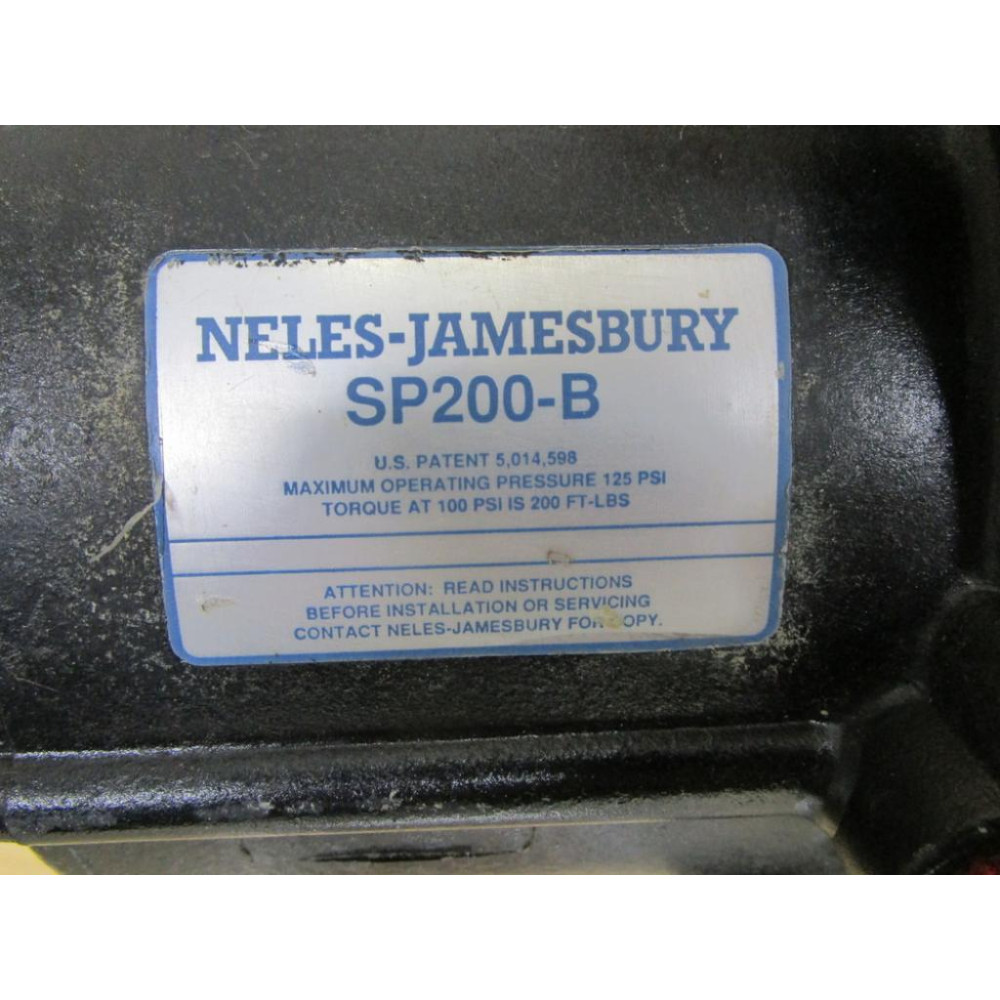 NELES-JAMESBURY
SP200-B
U.S. PATENT 5,014,598
MAXIMUM OPERATING PRESSURE 125 PSI
TORQUE AT 100 PSI IS 200 FT-LBS
ATTENTION: READ INSTRUCTIONS
BEFORE INSTALLATION OR SERVICING
CONTACT NELES-JAMESBURY FOR COPY.